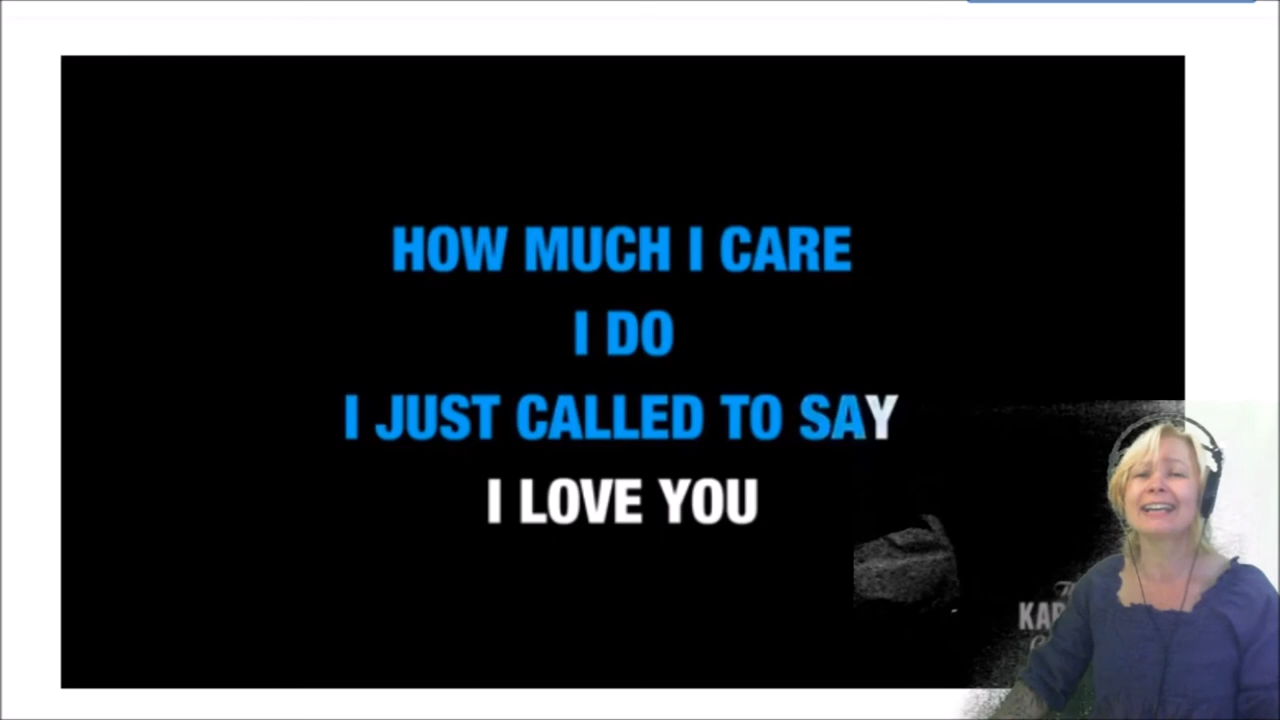 HOW MUCH I CARE
I DO
I JUST CALLED TO SAY
I LOVE YOU